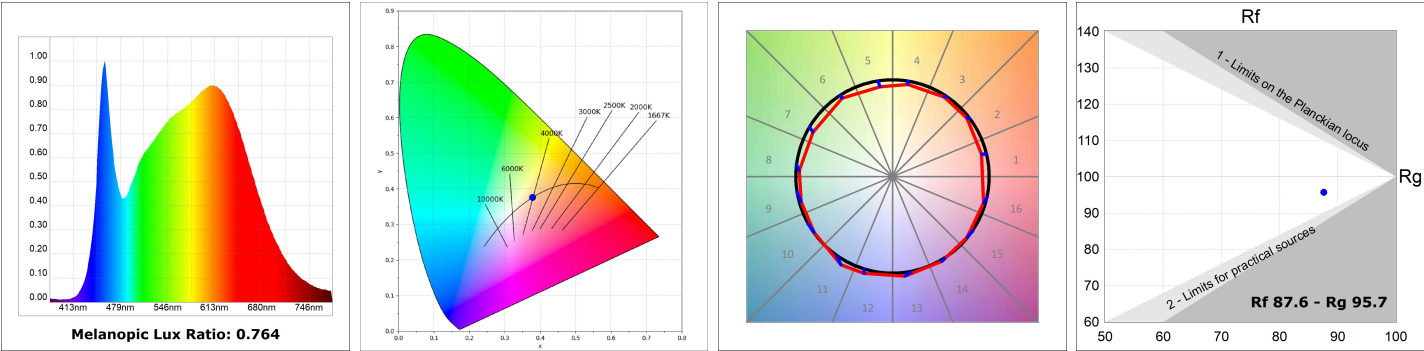 1.00
0.90
0.80
0.70
0.60
0.50
0.40
0.30
0.20
0.10
0.00
413nm 479nm 546nm 613nm 680nm 746nm
Melanopic Lux Ratio: 0.764
0.9
0.8
0.7
0.6
0.5
0.4
0.3
0.2
0.1
0.0
y
0.0 0.1 0.2 0.3 0.4 0.5 0.6 0.7 0.8
x
10000K
6000K
4000K
3000K
2500K
2000K
1667K
1
2
3
4
5
6
7
8
9
10
11
12
13
14
15
16
Rf
140
130
120
110
100
90
80
70
60
Rg
1 - Limits on the Planckian locus
2 - Limits for practical sources
Rf 87.6 - Rg 95.7
50 60 70 80 90 100